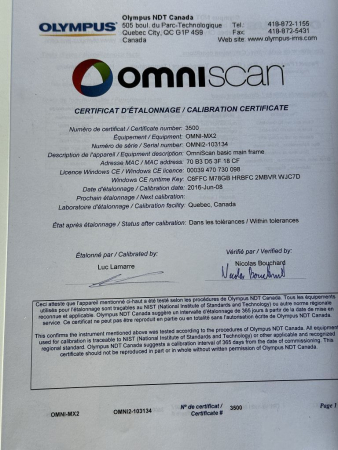 OLYMPUS
Olympus NDT Canada
505 boul. du Parc-Technologique Tel.: 418-872-1155
Quebec City, QC G1P 4S9 Fax: 418-872-5431
Canada Web site: www.olympus-ims.com
OMNISCAN
CERTIFICAT D'ÉTALONNAGE / CALIBRATION CERTIFICATE
Numéro de certificat / Certificate number: 3500
Équipement / Equipment: OMNI-MX2
Numéro de série / Serial number: OMNI2-103134
Description de l'appareil / Equipment description: OmniScan basic main frame
Adresse MAC / MAC address: 70 B3 D5 3F 18 CF
Licence Windows CE / Windows CE licence: 00039 470 730 098
Windows CE runtime Key: C8FFC M78GB HRBFC 2MBVR WJC7D
Date d'étalonnage / Calibration date: 2016-Jun-08
Prochain étalonnage / Next calibration:
Laboratoire d'étalonnage / Calibration facility: Quebec, Canada
État après étalonnage / Status after calibration: Dans les tolérances / Within tolerances
Étalonné par / Calibrated by: Vérifié par / Verified by:
Luc Lamarre Nicolas Bouchard
Nicolas Bouchard
Ceci atteste que l'appareil mentionné ci-haut a été testé selon les procédures de Olympus NDT Canada. Tous les équipements
utilisés pour l'étalonnage sont traçables au NIST (National Institute of Standards and Technology) ou autre norme régionale
reconnue et applicable. Olympus NDT Canada suggère un intervalle d'étalonnage de 365 jours à partir de la date de mise en
service. Ce certificat ne peut pas être reproduit en partie ou en totalité sans l'autorisation écrite de Olympus NDT Canada.
This confirms the instrument mentioned above was tested according to the procedures of Olympus NDT Canada. All equipment
used for calibration is traceable to NIST (National Institute of Standards and Technology) or other applicable and recognized
regional standard. Olympus NDT Canada suggests a calibration interval of 365 days from the date of commissioning. This
certificate should not be reproduced in part or in whole without written permission of Olympus NDT Canada.
OMNI-MX2 OMNI2-103134 Nº de certificat / Certificate # 3500 Page 1